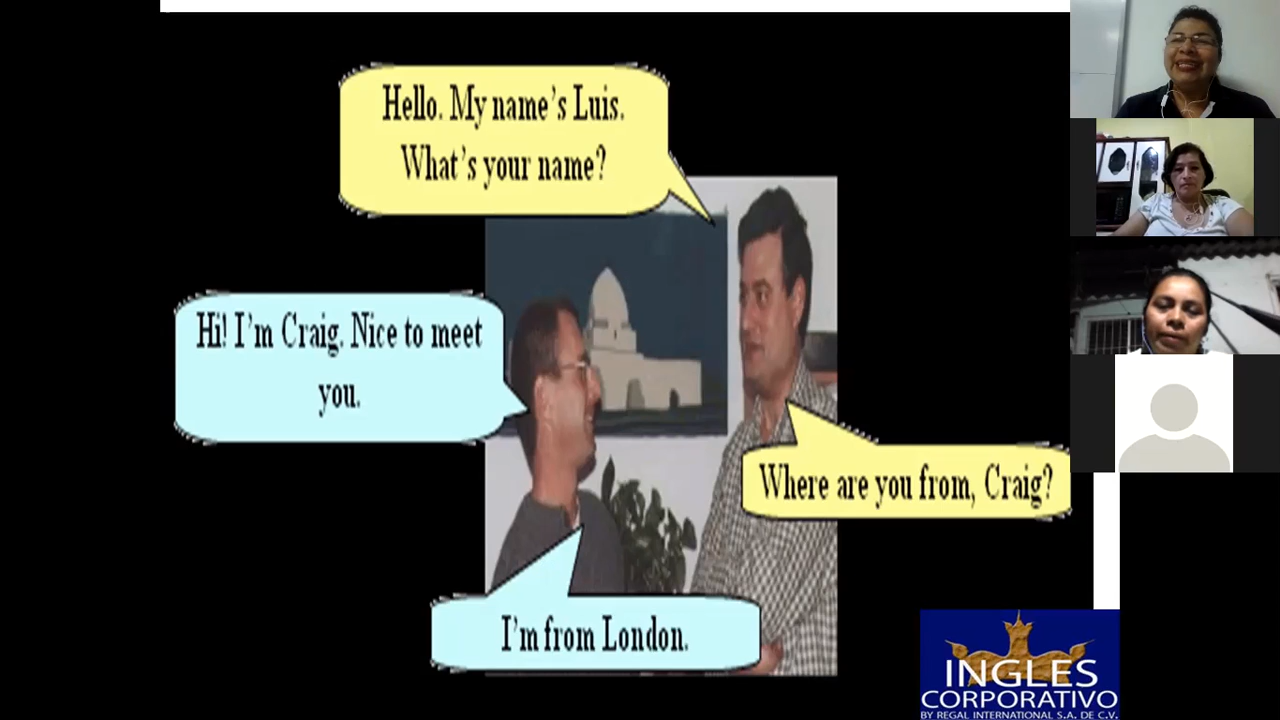 Hello. My name's Luis.
What's your name?
Hi! I'm Craig. Nice to meet
you.
Where are you from, Craig?
I'm from London.
INGLES
CORPORATIVO
BY REGAL INTERNATIONAL S.A. DE C.V.